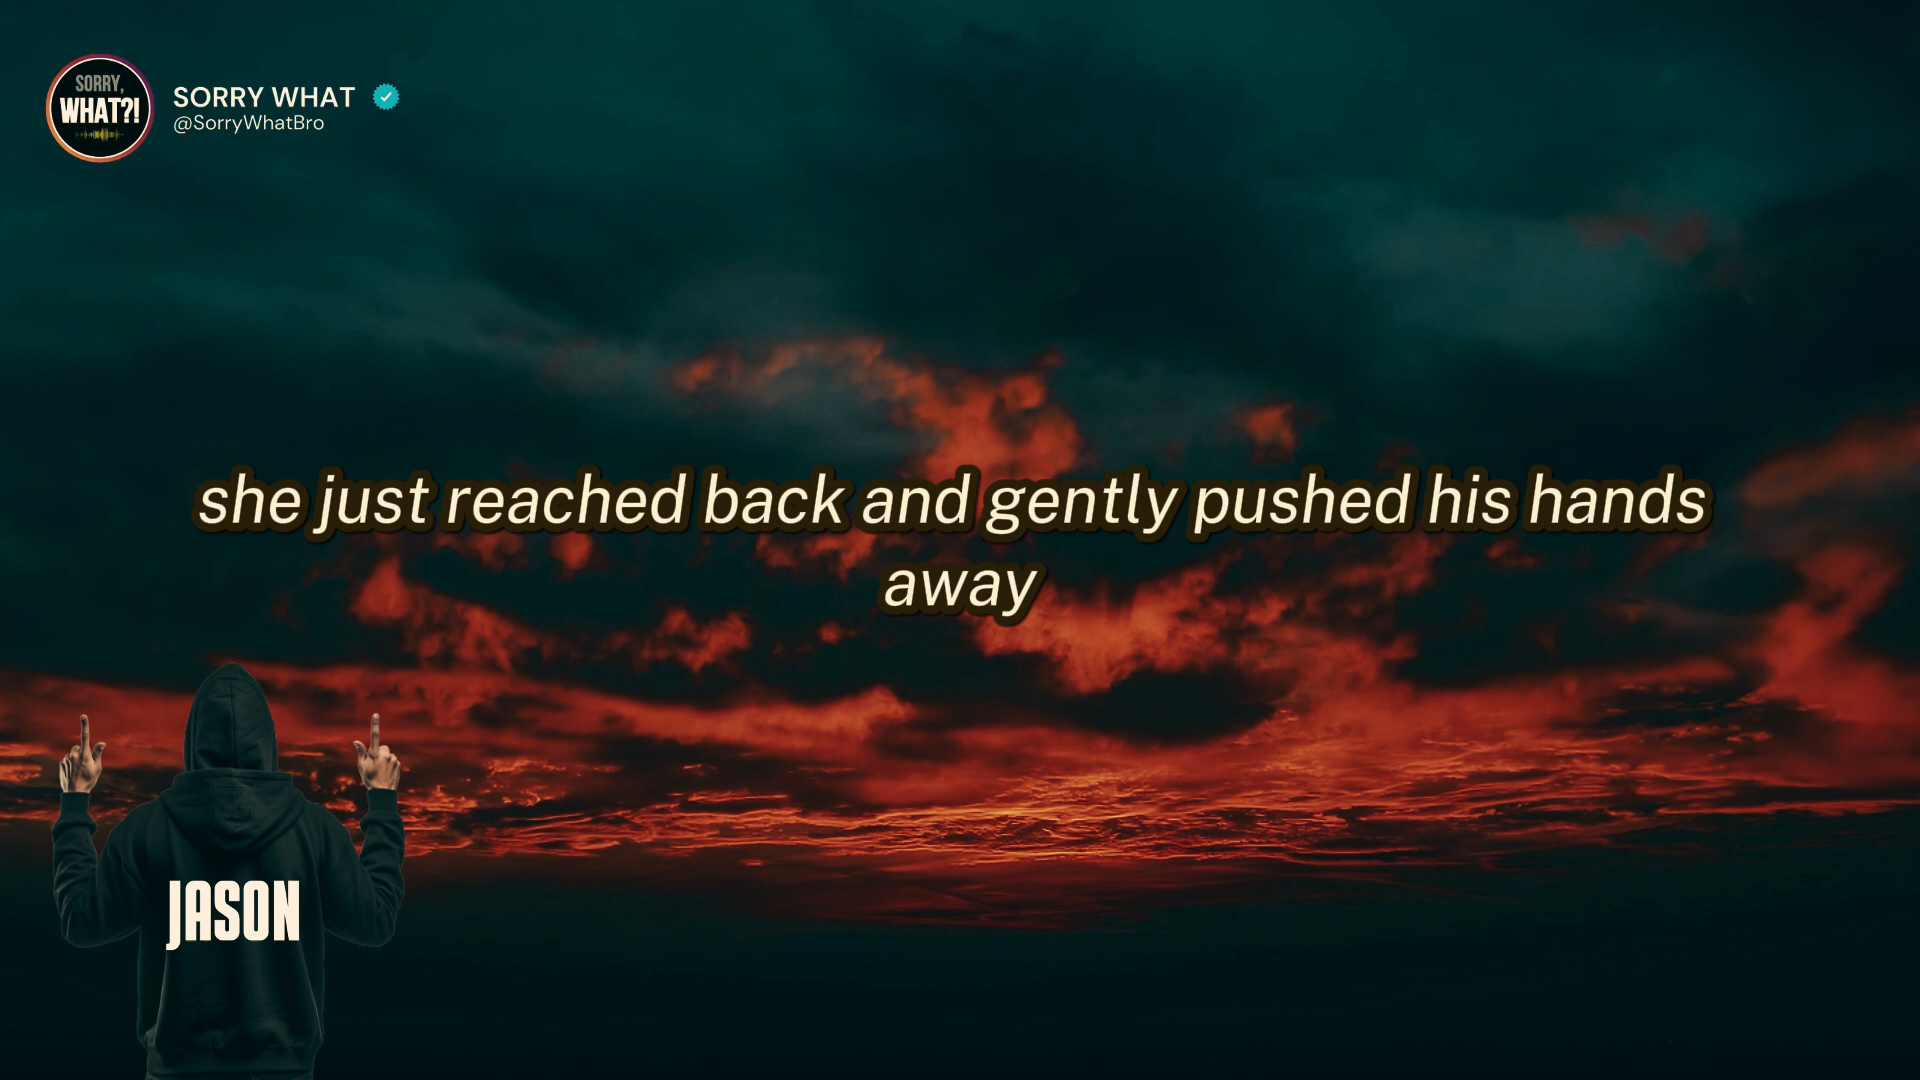 SORRY,
WHAT?!
SORRY WHAT
@SorryWhatBro
she just reached back and gently pushed his hands
away
JASON